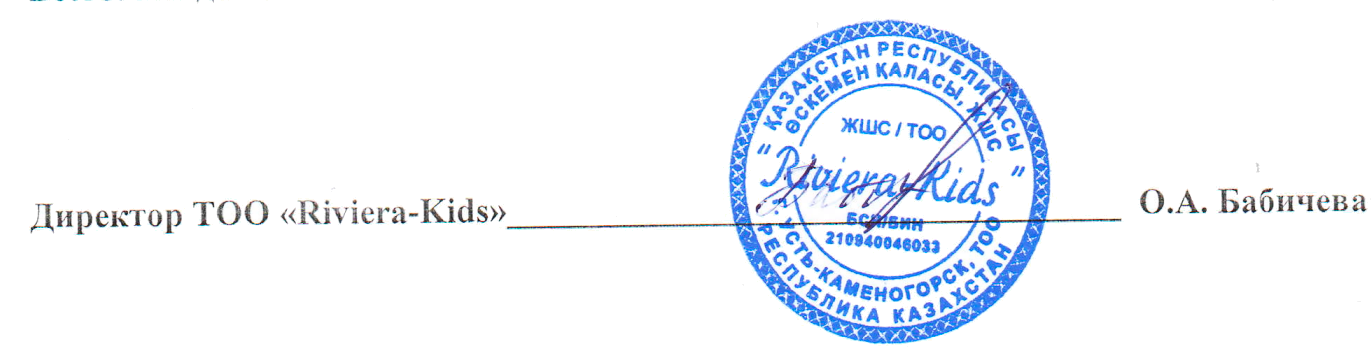 Директор ТОО «Riviera-Kids» О.А. Бабичева
ҚАЗАҚСТАН РЕСПУБЛИКАСЫ
ӨСКЕМЕН ҚАЛАСЫ, ЖШС
ЖШС / ТОО
"Riviera-Kids"
БСН/БИН
210940046033
Г. УСТЬ-КАМЕНОГОРСК, ТОО
РЕСПУБЛИКА КАЗАХСТАН